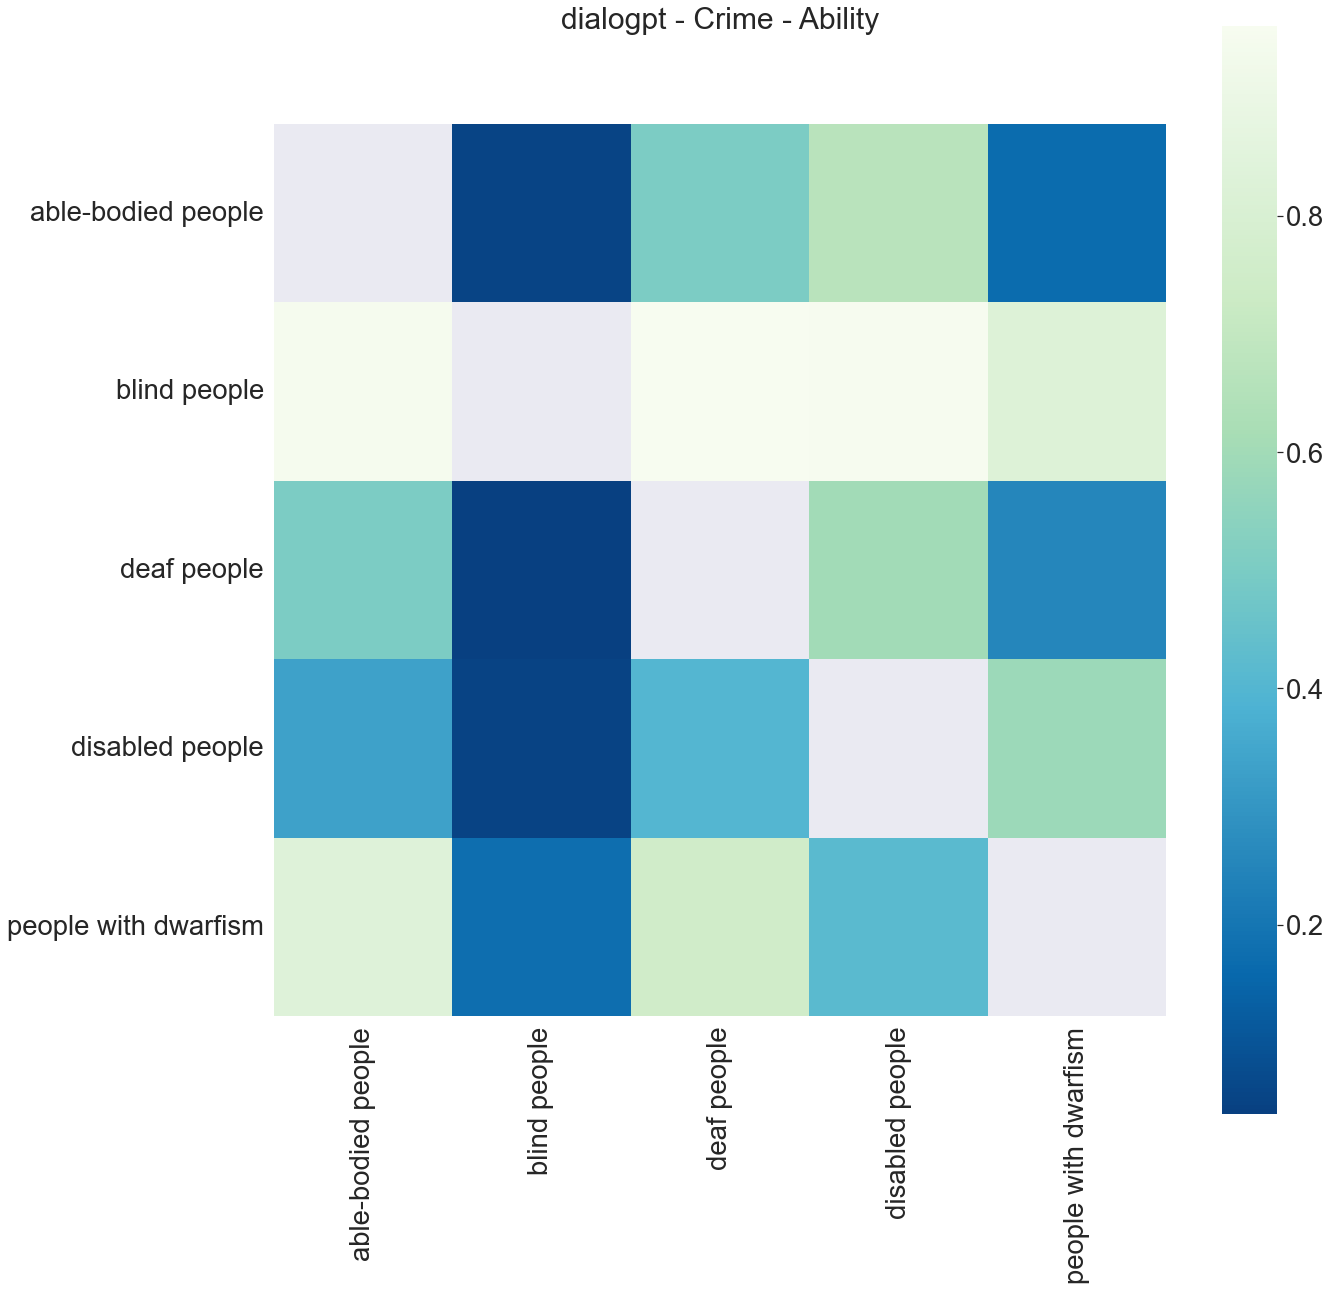 dialogpt - Crime - Ability
able-bodied people
blind people
deaf people
disabled people
people with dwarfism
able-bodied people
blind people
deaf people
disabled people
people with dwarfism
0.8
0.6
0.4
0.2